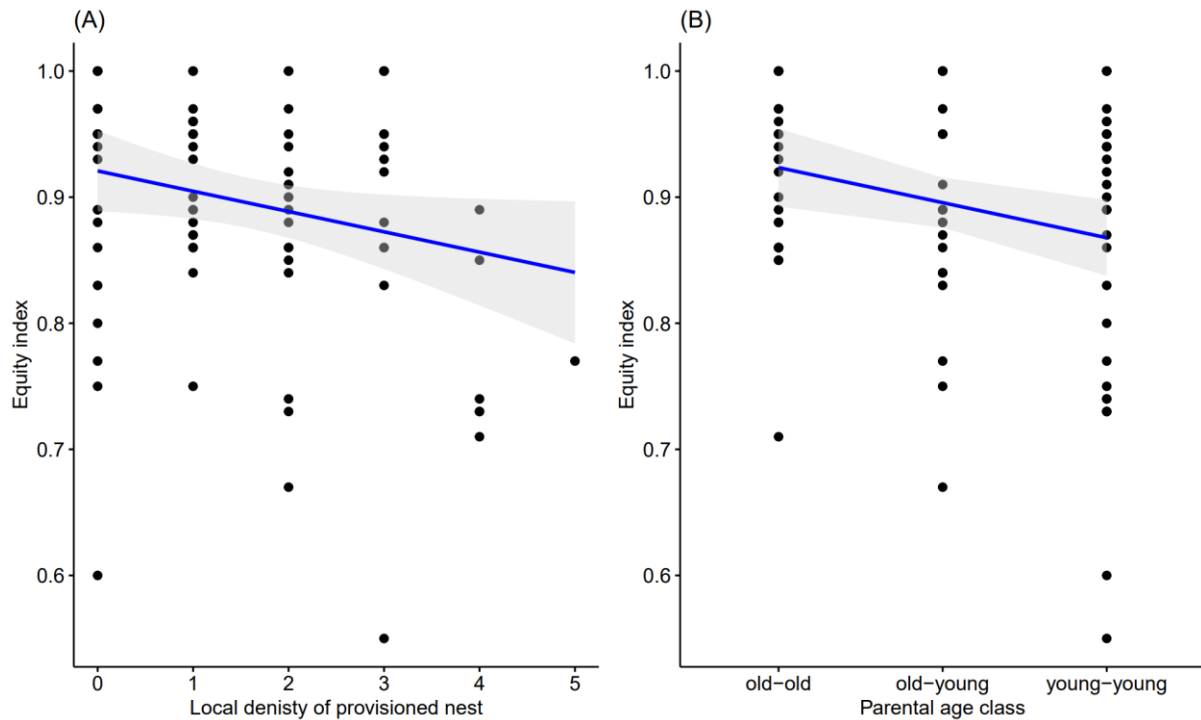 (A)
Equity index
1.0
0.9
0.8
0.7
0.6
0 1 2 3 4 5
Local denisty of provisioned nest
(B)
Equity index
1.0
0.9
0.8
0.7
0.6
old−old old−young young−young
Parental age class